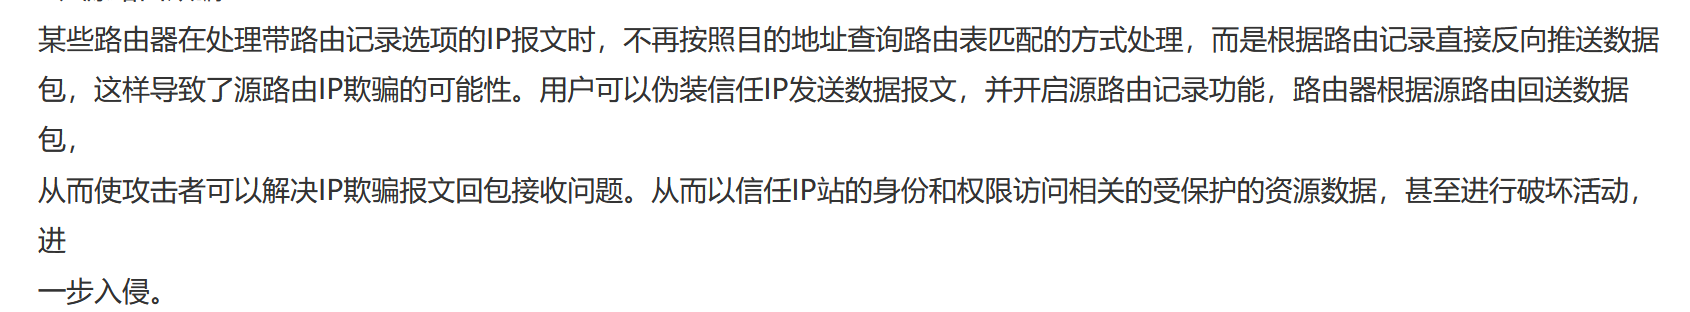 某些路由器在处理带路由记录选项的IP报文时，不再按照目的地址查询路由表匹配的方式处理，而是根据路由记录直接反向推送数据
包，这样导致了源路由IP欺骗的可能性。用户可以伪装信任IP发送数据报文，并开启源路由记录功能，路由器根据源路由回送数据
包，
从而使攻击者可以解决IP欺骗报文回包接收问题。从而以信任IP站的身份和权限访问相关的受保护的资源数据，甚至进行破坏活动，
进
一步入侵。